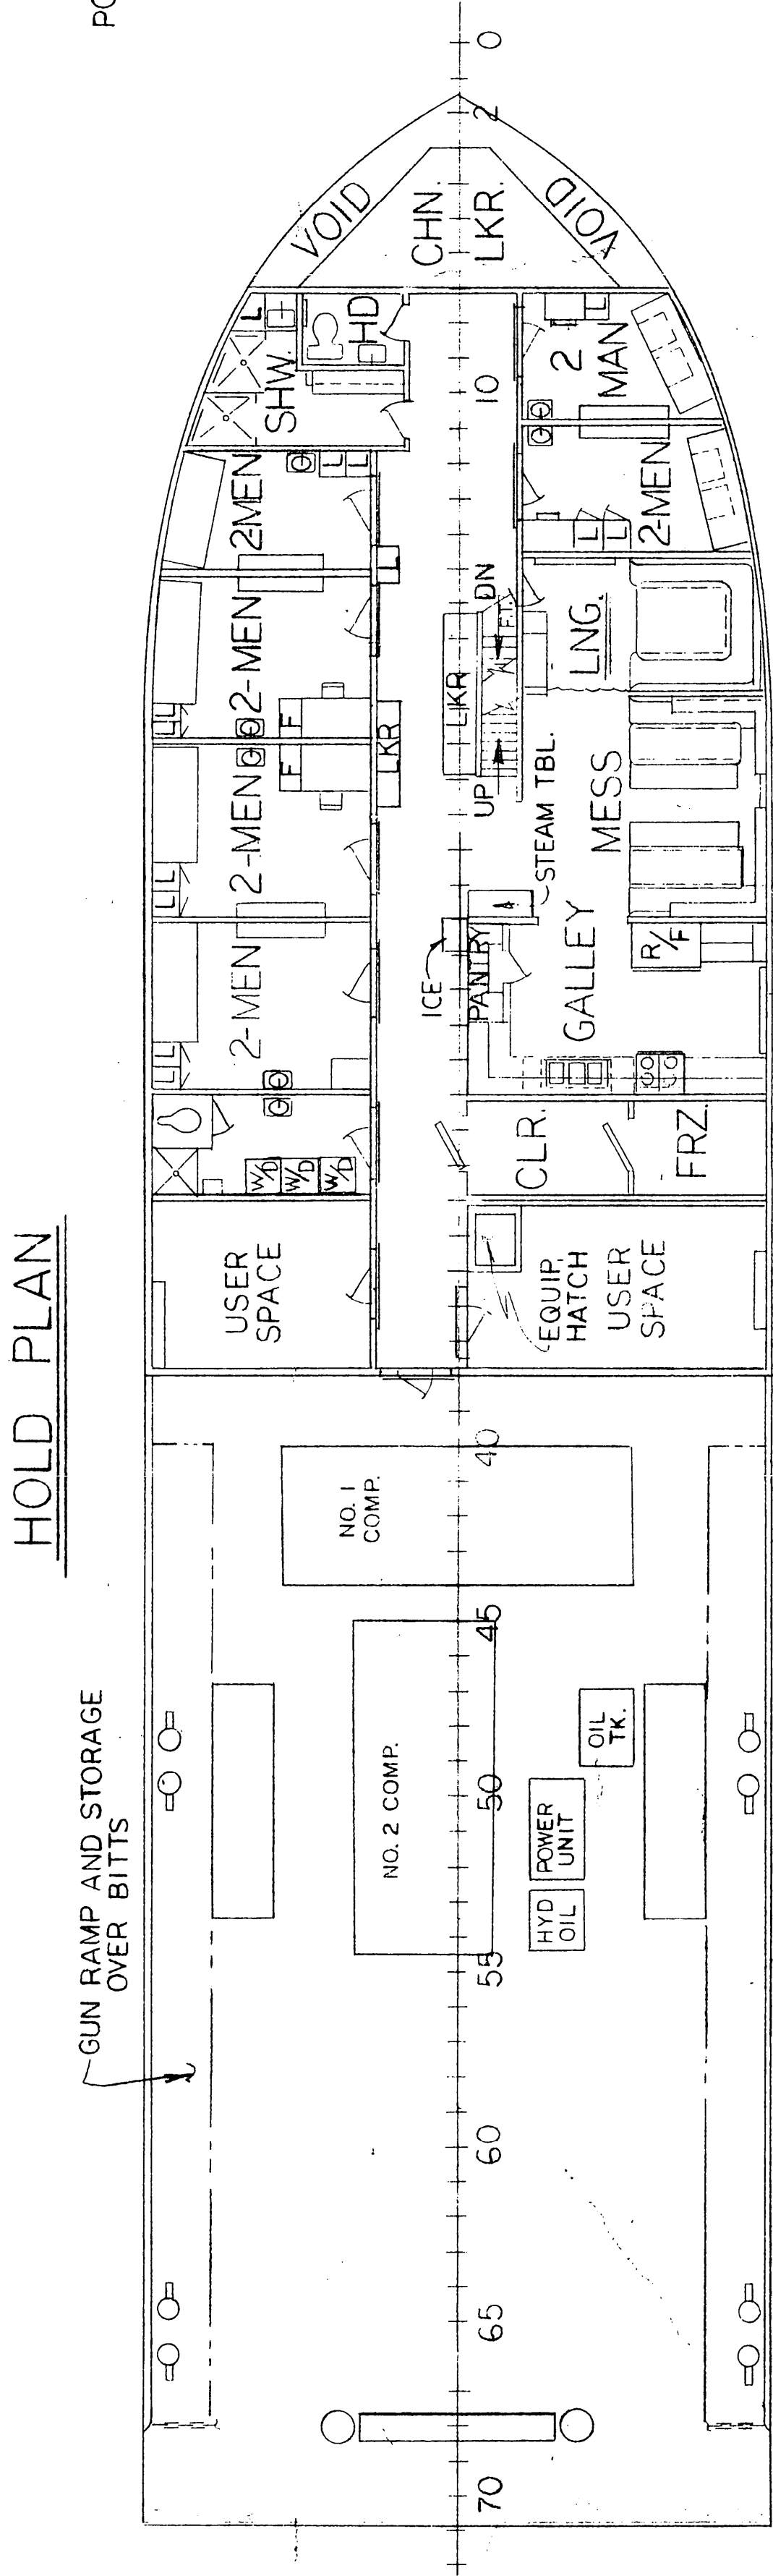 HOLD PLAN
PO
GUN RAMP AND STORAGE
OVER BITTS
USER
SPACE
W/D
W/D
W/D
L
L
2-MEN
L
L
2-MEN
F
F
L
L
2-MEN
2MEN
L
L
L
SHW.
L
HD
VOID
CHN
LKR.
VOID
LKR
LKR
UP
DN
FT.
ICE
PANTRY
STEAM TBL.
GALLEY
MESS
LNG.
R/F
L
L
2-MEN
L
2
MAN
CLR.
FRZ.
EQUIP.
HATCH
USER
SPACE
NO. 1
COMP.
NO. 2 COMP.
HYD
OIL
POWER
UNIT
OIL
TK.
70
65
60
55
50
45
40
10
2
0